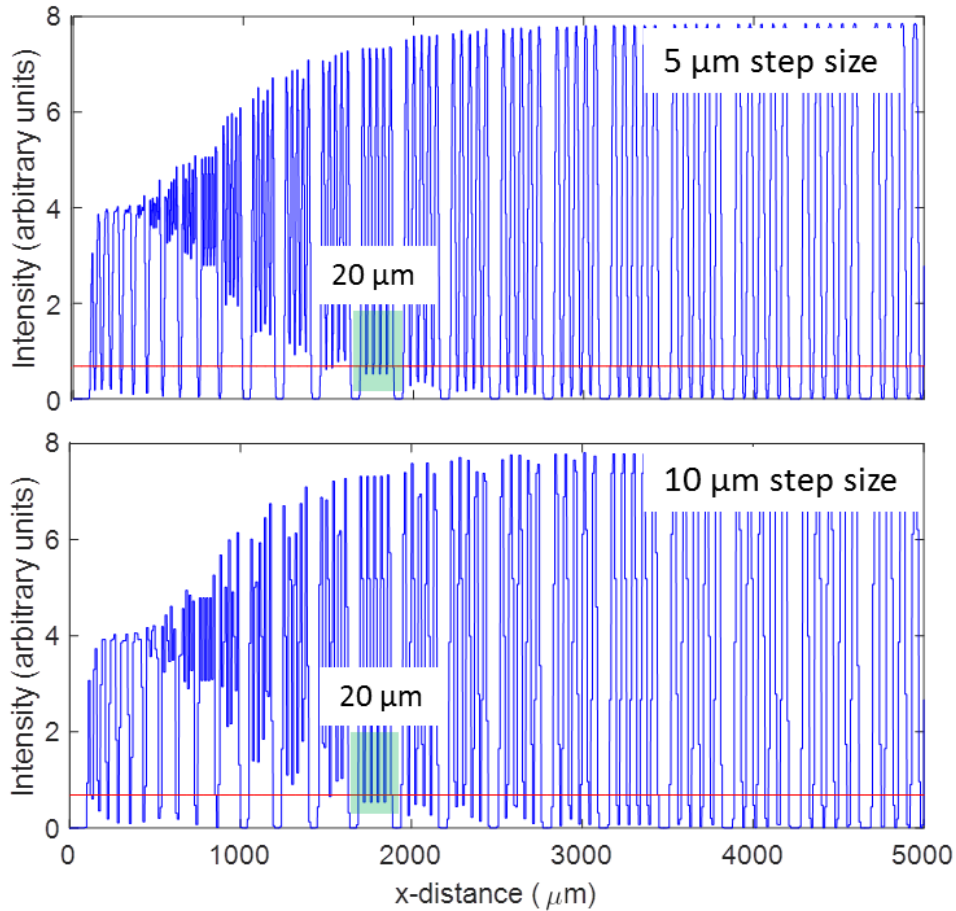 8
6
4
2
0
Intensity (arbitrary units)
5 μm step size
20 μm
8
6
4
2
0
Intensity (arbitrary units)
10 μm step size
20 μm
0 1000 2000 3000 4000 5000
x-distance ( μm)